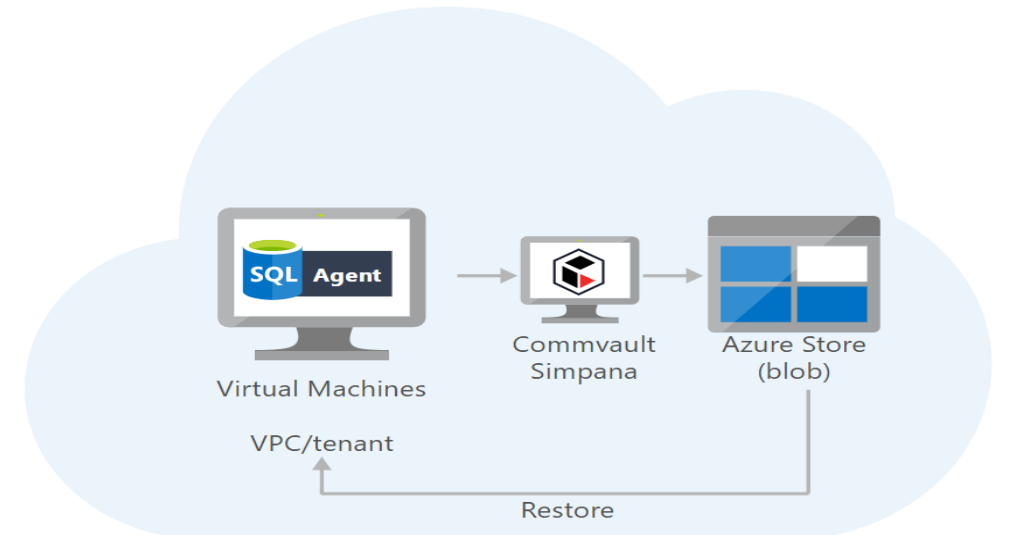 SQL Agent
Virtual Machines
VPC/tenant
Commvault
Simpana
Azure Store
(blob)
Restore